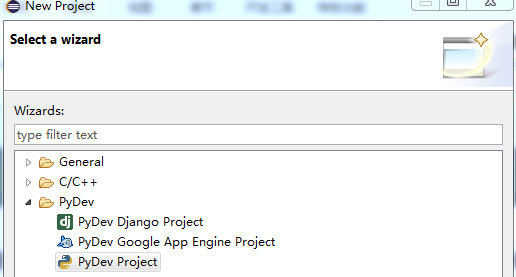 New Project
Select a wizard
Wizards:
type filter text
General
C/C++
PyDev
dj
PyDev Django Project
PyDev Google App Engine Project
PyDev Project